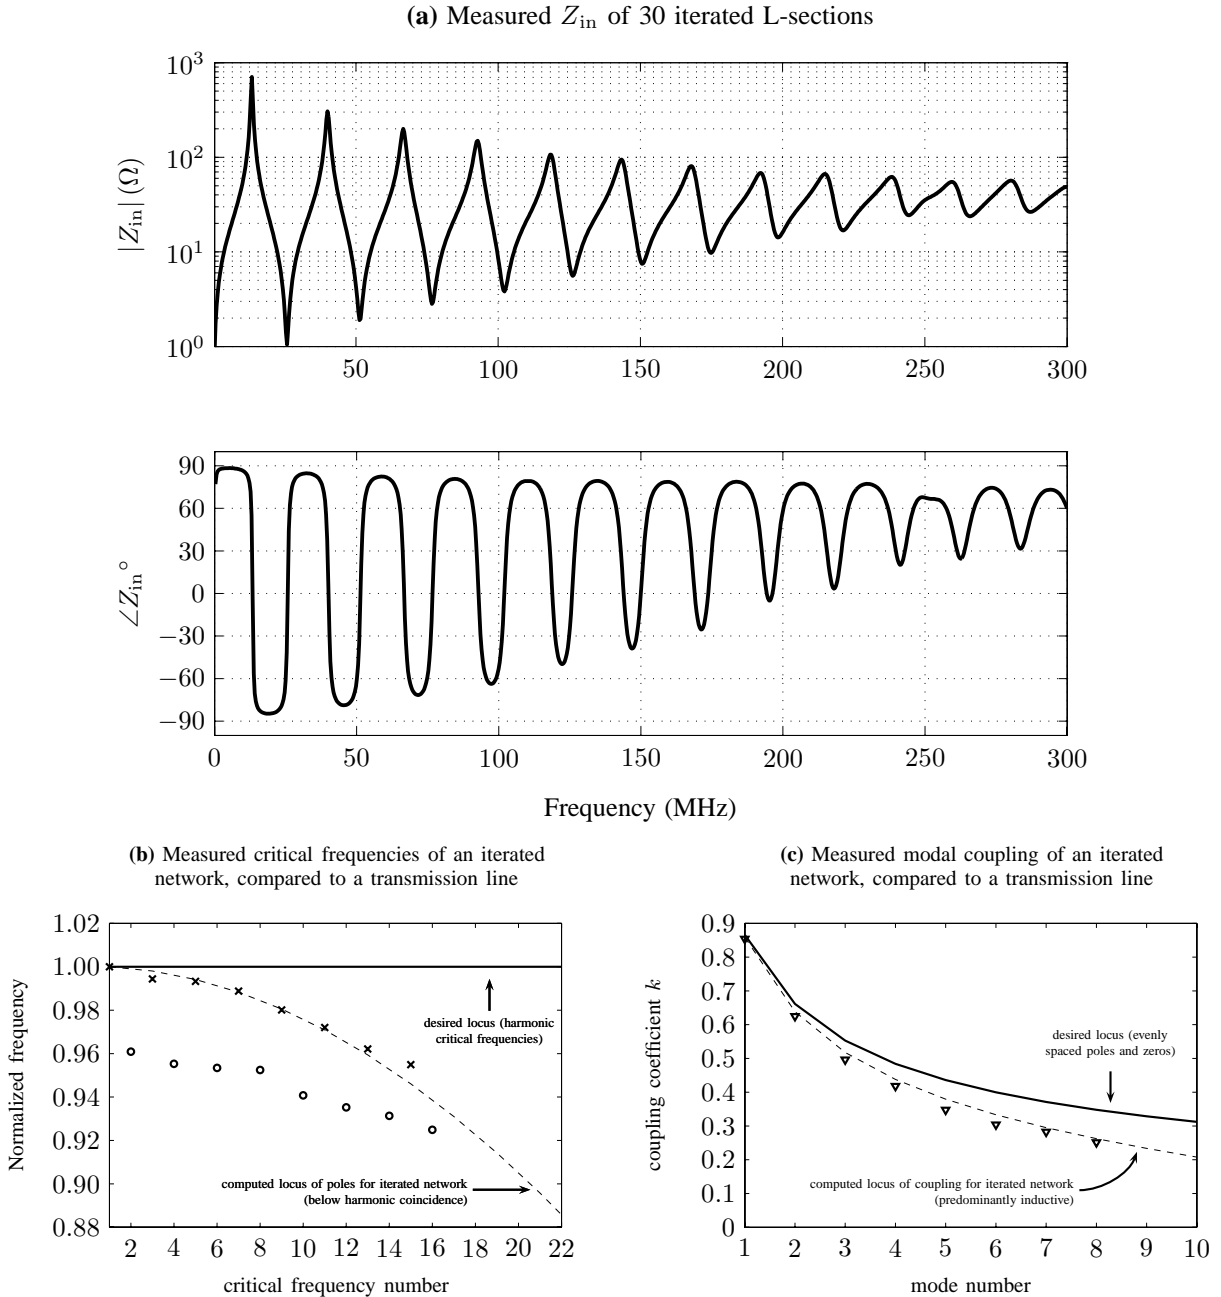 (a) Measured Zin of 30 iterated L-sections
|Zin| (Ω)
10^3
10^2
10^1
10^0
50 100 150 200 250 300
∠Zin°
90
60
30
0
−30
−60
−90
0 50 100 150 200 250 300
Frequency (MHz)
(b) Measured critical frequencies of an iterated
network, compared to a transmission line
Normalized frequency
1.02
1.00
0.98
0.96
0.94
0.92
0.90
0.88
desired locus (harmonic
critical frequencies)
computed locus of poles for iterated network
(below harmonic coincidence)
2 4 6 8 10 12 14 16 18 20 22
critical frequency number
(c) Measured modal coupling of an iterated
network, compared to a transmission line
coupling coefficient k
0.9
0.8
0.7
0.6
0.5
0.4
0.3
0.2
0.1
0
desired locus (evenly
spaced poles and zeros)
computed locus of coupling for iterated network
(predominantly inductive)
1 2 3 4 5 6 7 8 9 10
mode number